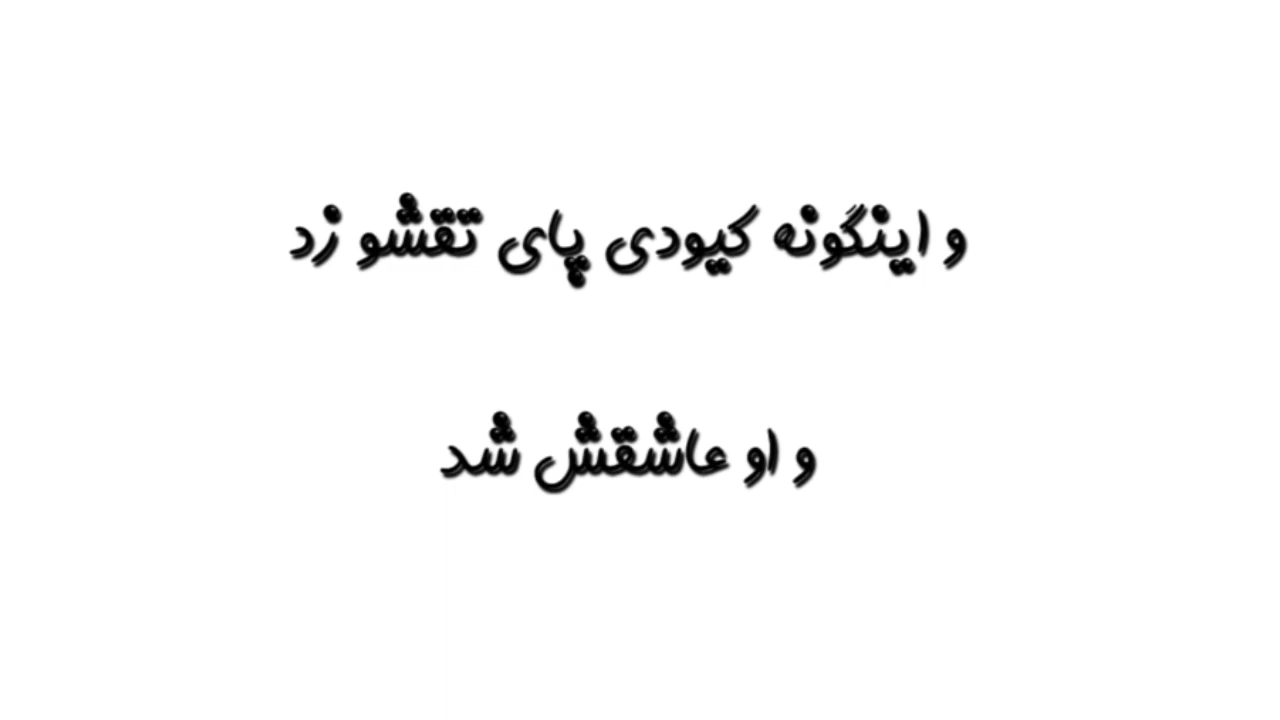 و اینگونه کیودی پای تقشو زد
و او عاشقش شد